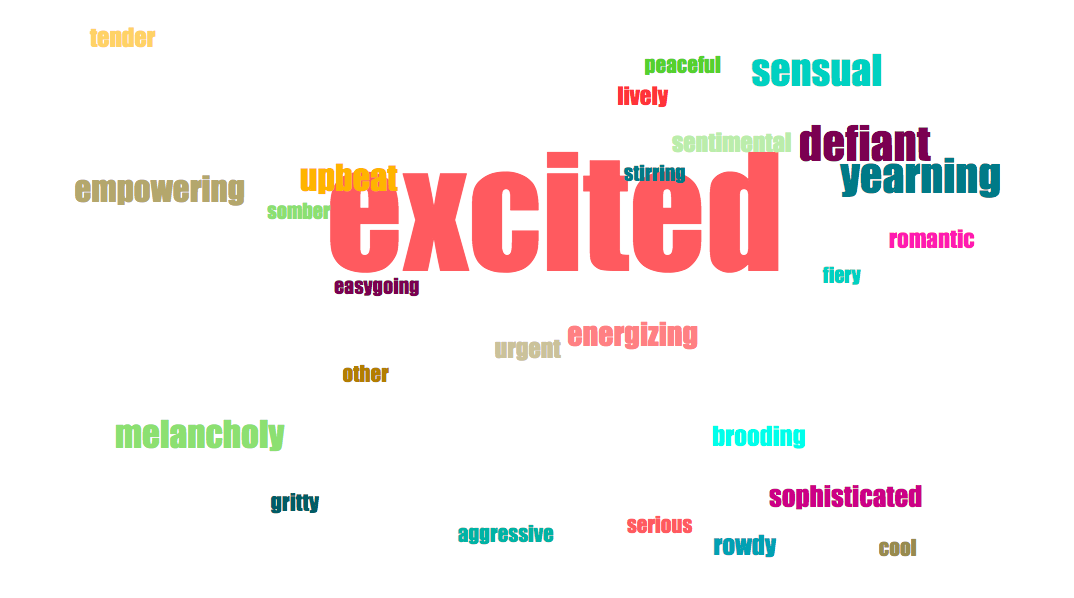 tender
peaceful
sensual
lively
sentimental
defiant
stirring
upbeat
yearning
empowering
somber
excited
romantic
fiery
easygoing
energizing
urgent
other
melancholy
brooding
sophisticated
gritty
serious
aggressive
rowdy
cool